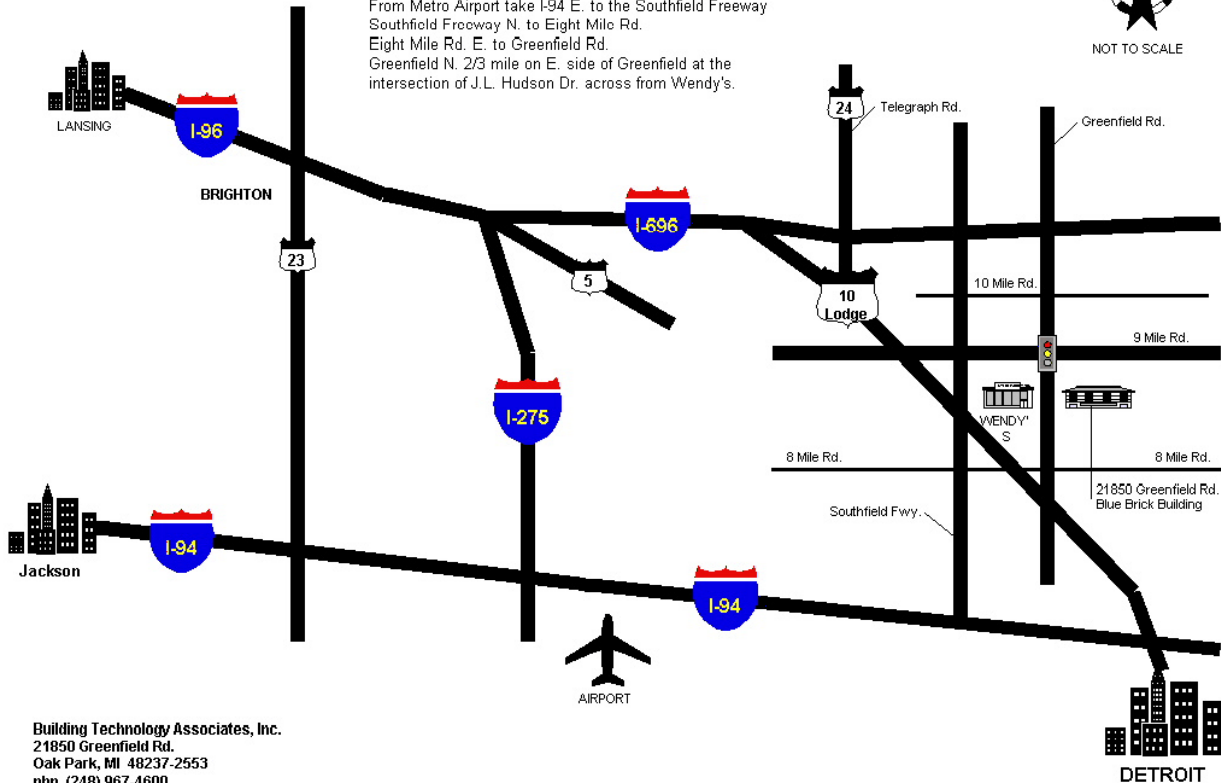 From Metro Airport take I-94 E. to the Southfield Freeway
Southfield Freeway N. to Eight Mile Rd.
Eight Mile Rd. E. to Greenfield Rd.
Greenfield N. 2/3 mile on E. side of Greenfield at the
intersection of J.L. Hudson Dr. across from Wendy's.
NOT TO SCALE
LANSING
I-96
24
Telegraph Rd.
Greenfield Rd.
BRIGHTON
I-696
23
5
10
Lodge
10 Mile Rd.
9 Mile Rd.
I-275
WENDY'
S
8 Mile Rd.
8 Mile Rd.
21850 Greenfield Rd.
Blue Brick Building
Southfield Fwy.
I-94
Jackson
I-94
AIRPORT
Building Technology Associates, Inc.
21850 Greenfield Rd.
Oak Park, MI 48237-2553
phn. (248) 967-4600
DETROIT